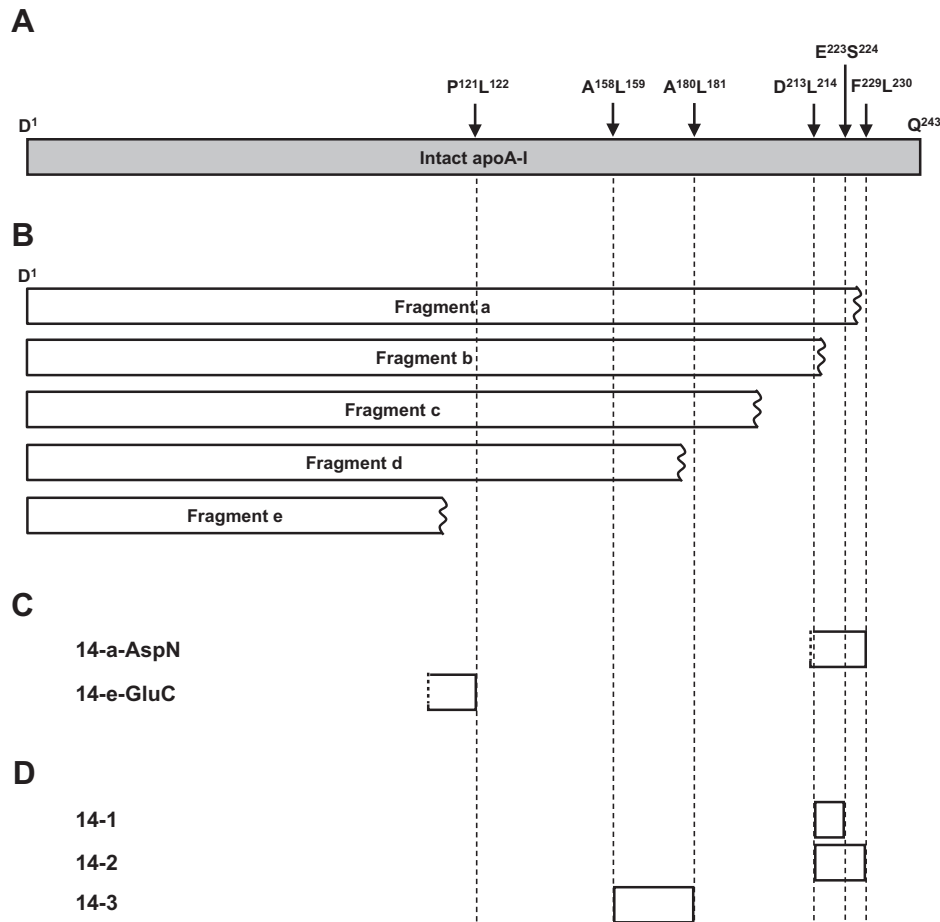 A
E²²³S²²⁴
P¹²¹L¹²² A¹⁵⁸L¹⁵⁹ A¹⁸⁰L¹⁸¹ D²¹³L²¹⁴ F²²⁹L²³⁰
D¹ Q²⁴³
Intact apoA-I
B
D¹
Fragment a
Fragment b
Fragment c
Fragment d
Fragment e
C
14-a-AspN
14-e-GluC
D
14-1
14-2
14-3